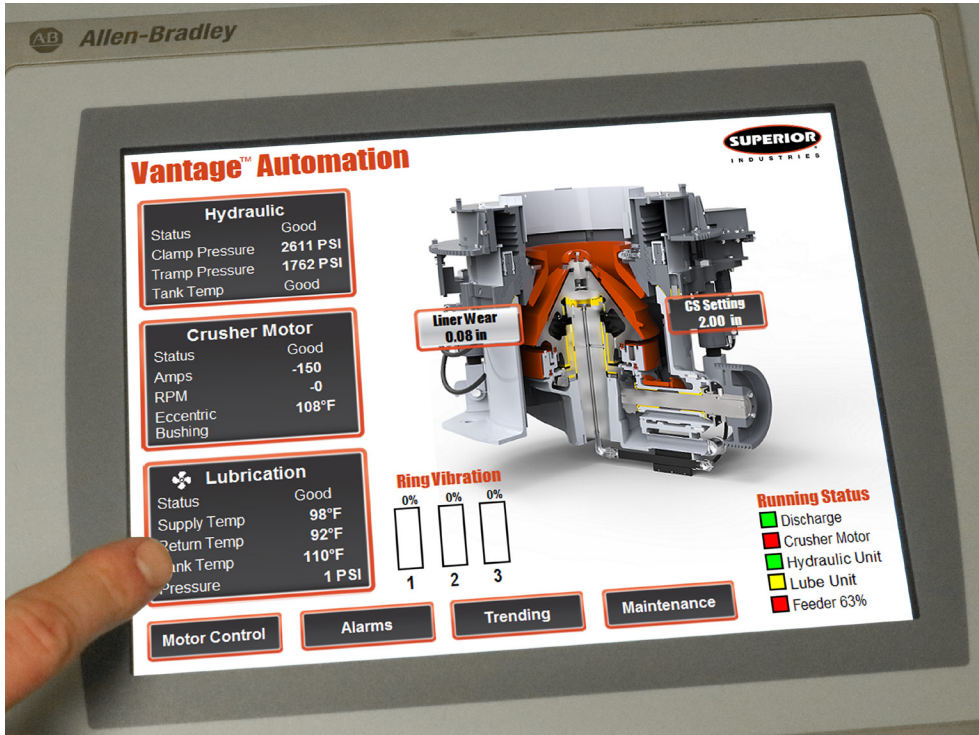 AB Allen-Bradley
Vantage™ Automation
SUPERIOR
INDUSTRIES
Hydraulic
Status Good
Clamp Pressure 2611 PSI
Tramp Pressure 1762 PSI
Tank Temp Good
Crusher Motor
Status Good
Amps -150
RPM -0
Eccentric 108°F
Bushing
Lubrication
Status Good
Supply Temp 98°F
Return Temp 92°F
ank Temp 110°F
Pressure 1 PSI
Liner Wear
0.08 in
CS Setting
2.00 in
Ring Vibration
0% 0% 0%
1 2 3
Running Status
Discharge
Crusher Motor
Hydraulic Unit
Lube Unit
Feeder 63%
Motor Control
Alarms
Trending
Maintenance